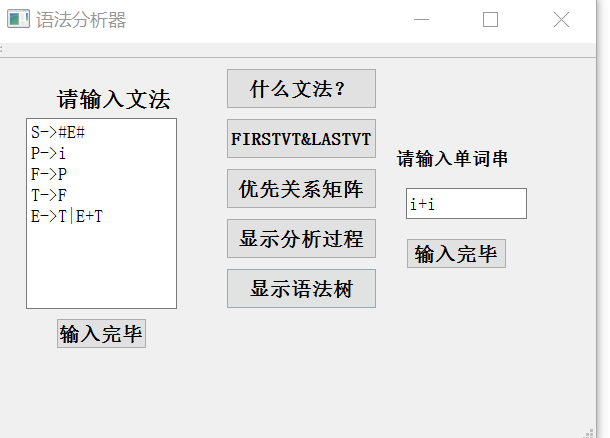 语法分析器
请输入文法
S->#E#
P->i
F->P
T->F
E->T|E+T
输入完毕
什么文法？
FIRSTVT&LASTVT
优先关系矩阵
显示分析过程
显示语法树
请输入单词串
i+i
输入完毕